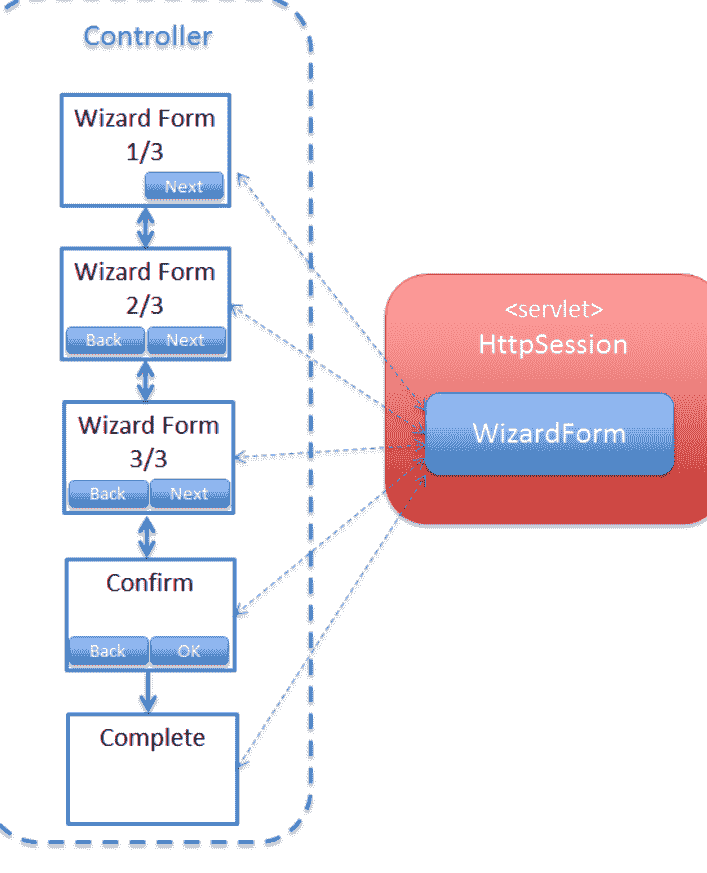 Controller
Wizard Form
1/3
Next
Wizard Form
2/3
Back Next
Wizard Form
3/3
Back Next
Confirm
Back OK
Complete
<servlet>
HttpSession
WizardForm